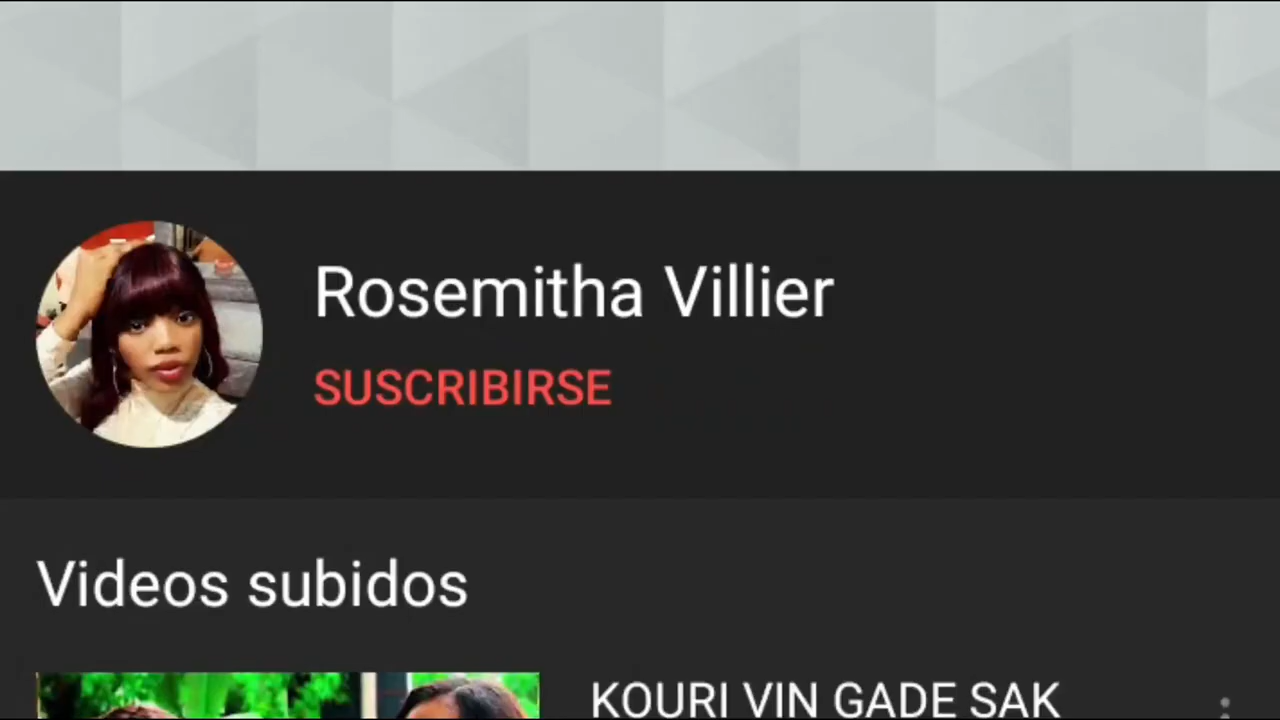 Rosemitha Villier
SUSCRIBIRSE
Videos subidos
KOURI VIN GADE SAK